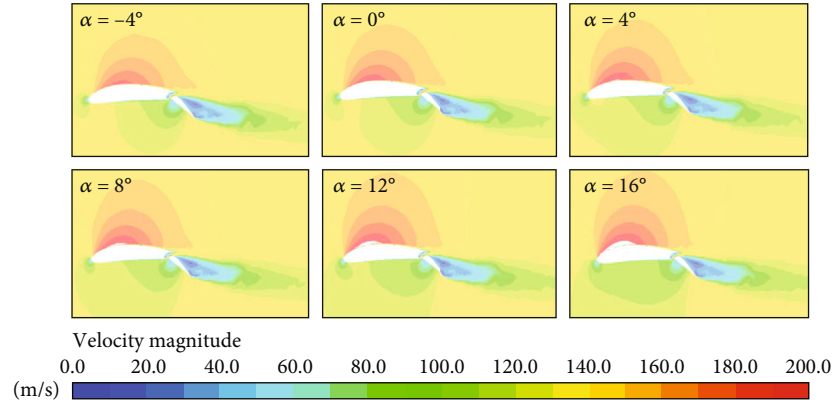 α = –4°
α = 0°
α = 4°
α = 8°
α = 12°
α = 16°
Velocity magnitude
0.0 20.0 40.0 60.0 80.0 100.0 120.0 140.0 160.0 180.0 200.0
(m/s)